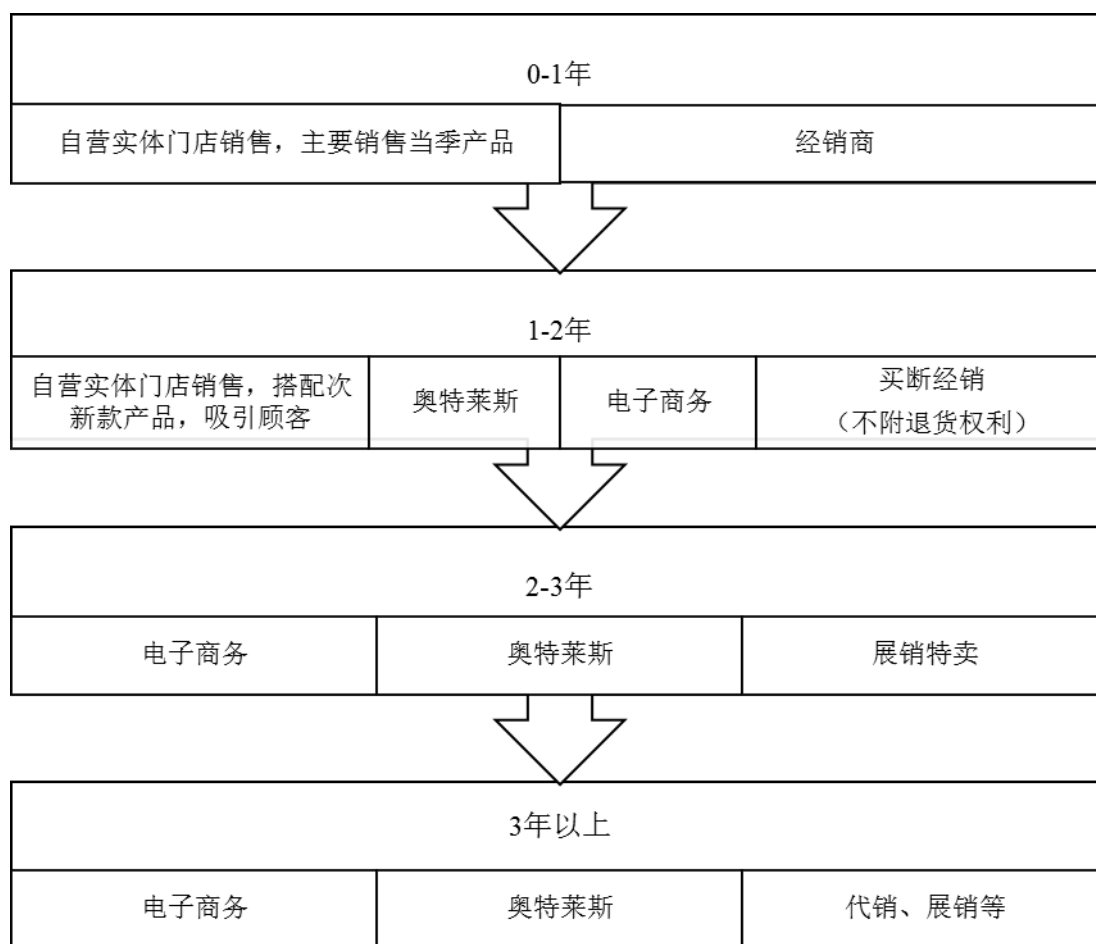 0-1年
自营实体门店销售，主要销售当季产品
经销商
1-2年
自营实体门店销售，搭配次
新款产品，吸引顾客
奥特莱斯
电子商务
买断经销
（不附退货权利）
2-3年
电子商务
奥特莱斯
展销特卖
3年以上
电子商务
奥特莱斯
代销、展销等